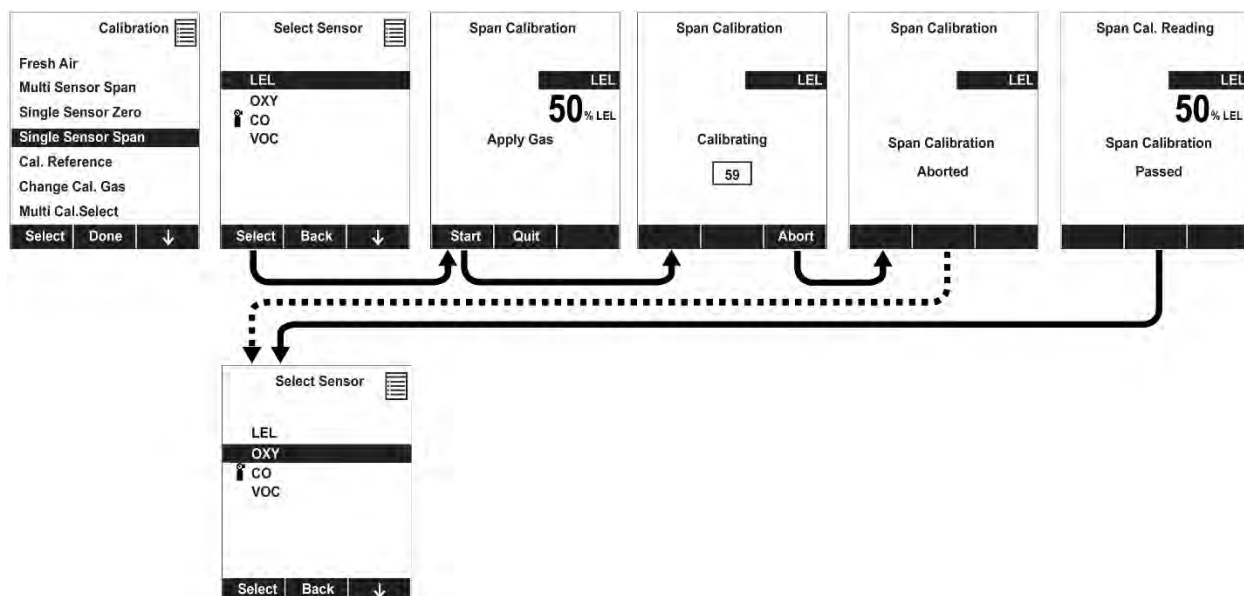 Calibration
Fresh Air
Multi Sensor Span
Single Sensor Zero
Single Sensor Span
Cal. Reference
Change Cal. Gas
Multi Cal.Select
Select Done ↓
Select Sensor
LEL
OXY
CO
VOC
Select Back ↓
Span Calibration
LEL
50 % LEL
Apply Gas
Start Quit
Span Calibration
LEL
Calibrating
59
Abort
Span Calibration
LEL
Span Calibration
Aborted
Span Cal. Reading
LEL
50 % LEL
Span Calibration
Passed
Select Sensor
LEL
OXY
CO
VOC
Select Back ↓